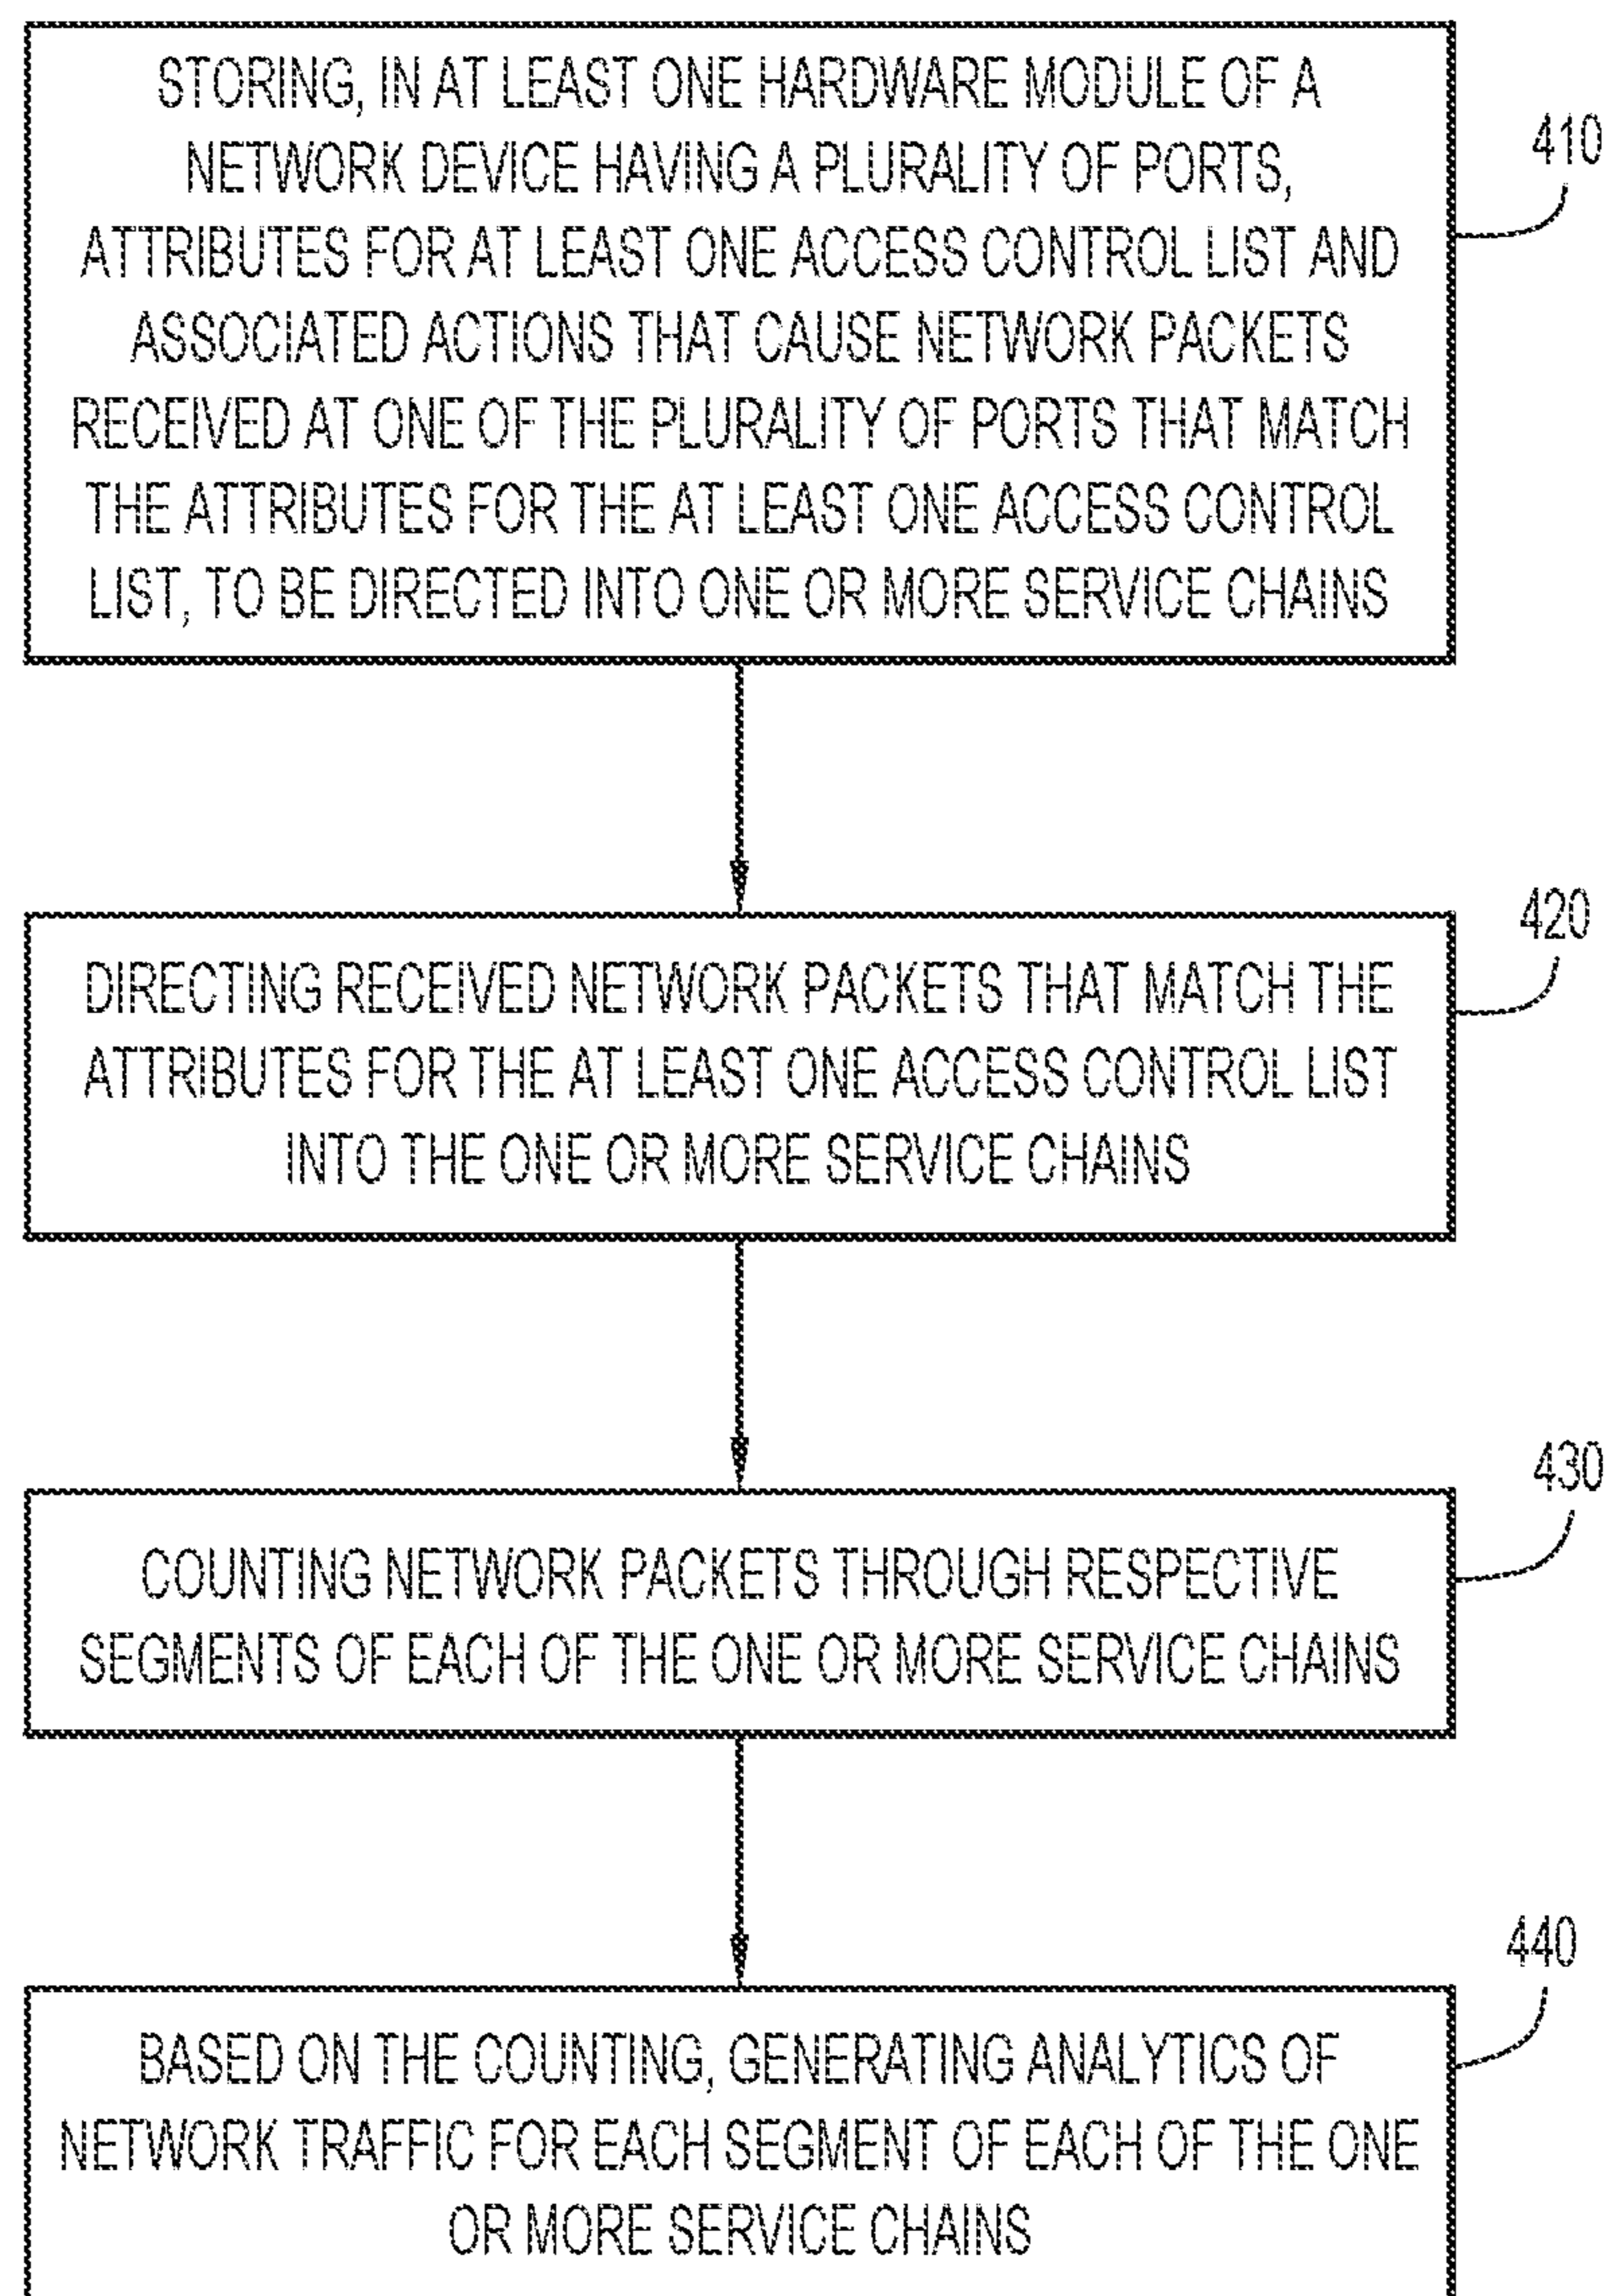 STORING, IN AT LEAST ONE HARDWARE MODULE OF A
NETWORK DEVICE HAVING A PLURALITY OF PORTS,
ATTRIBUTES FOR AT LEAST ONE ACCESS CONTROL LIST AND
ASSOCIATED ACTIONS THAT CAUSE NETWORK PACKETS
RECEIVED AT ONE OF THE PLURALITY OF PORTS THAT MATCH
THE ATTRIBUTES FOR THE AT LEAST ONE ACCESS CONTROL
LIST, TO BE DIRECTED INTO ONE OR MORE SERVICE CHAINS
410
DIRECTING RECEIVED NETWORK PACKETS THAT MATCH THE
ATTRIBUTES FOR THE AT LEAST ONE ACCESS CONTROL LIST
INTO THE ONE OR MORE SERVICE CHAINS
420
COUNTING NETWORK PACKETS THROUGH RESPECTIVE
SEGMENTS OF EACH OF THE ONE OR MORE SERVICE CHAINS
430
BASED ON THE COUNTING, GENERATING ANALYTICS OF
NETWORK TRAFFIC FOR EACH SEGMENT OF EACH OF THE ONE
OR MORE SERVICE CHAINS
440